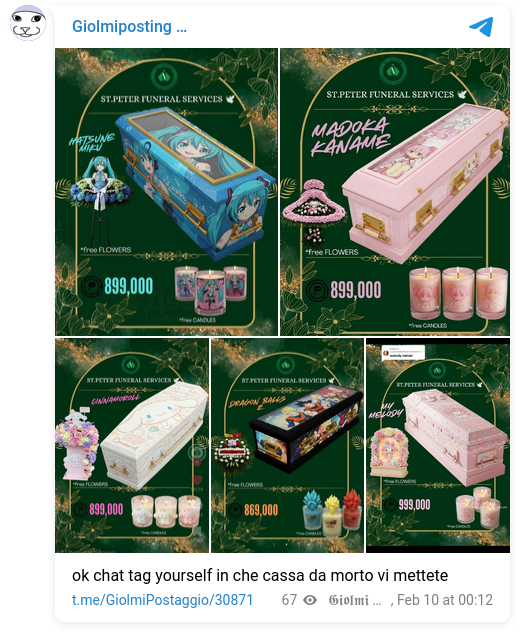 Giolmiposting ...
ST.PETER FUNERAL SERVICES
HATSUNE
MIKU
*free FLOWERS
P 899,000
*free CANDLES
ST.PETER FUNERAL SERVICES
MADOKA
KANAME
*free FLOWERS
P 899,000
*free CANDLES
ST.PETER FUNERAL SERVICES
CINNAMOROLL
*free FLOWERS
P 899,000
*free CANDLES
ST.PETER FUNERAL SERVICES
DRAGON BALLS
Z
*free FLOWERS
P 869,000
*free CANDLES
ST.PETER FUNERAL SERVICES
MY
MELODY
*free FLOWERS
P 999,000
*free CANDLES
ok chat tag yourself in che cassa da morto vi mettete
t.me/GiolmiPostaggio/30871 67 𝕲𝖎𝖔𝖑𝖒𝖎 ... , Feb 10 at 00:12